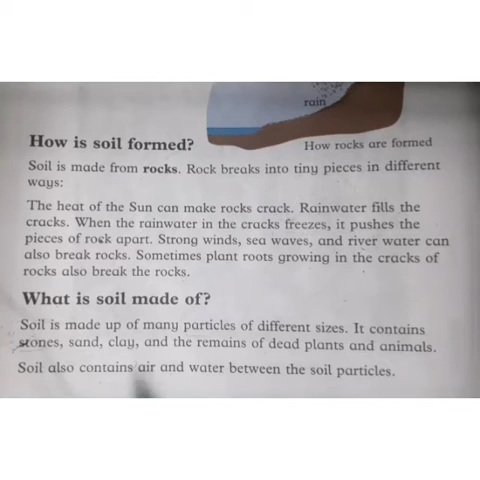 rain
How is soil formed?
How rocks are formed
Soil is made from rocks. Rock breaks into tiny pieces in different
ways:
The heat of the Sun can make rocks crack. Rainwater fills the
cracks. When the rainwater in the cracks freezes, it pushes the
pieces of rock apart. Strong winds, sea waves, and river water can
also break rocks. Sometimes plant roots growing in the cracks of
rocks also break the rocks.
What is soil made of?
Soil is made up of many particles of different sizes. It contains
stones, sand, clay, and the remains of dead plants and animals.
Soil also contains air and water between the soil particles.